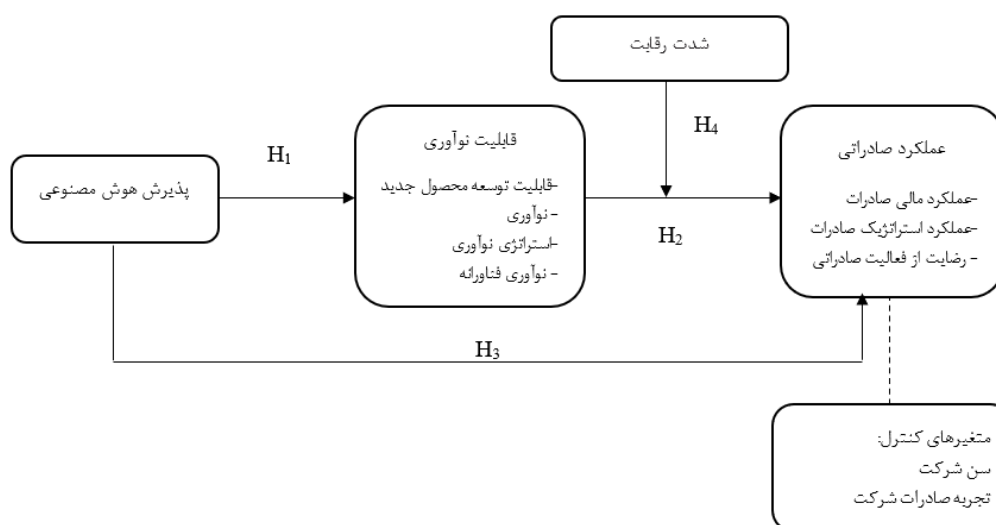 شدت رقابت
H4
قابلیت نوآوری
-قابلیت توسعه محصول جدید
- نوآوری
-استراتژی نوآوری
- نوآوری فناورانه
عملکرد صادراتی
-عملکرد مالی صادرات
-عملکرد استراتژیک صادرات
- رضایت از فعالیت صادراتی
H1
پذیرش هوش مصنوعی
H2
H3
متغیرهای کنترل:
سن شرکت
تجربه صادرات شرکت